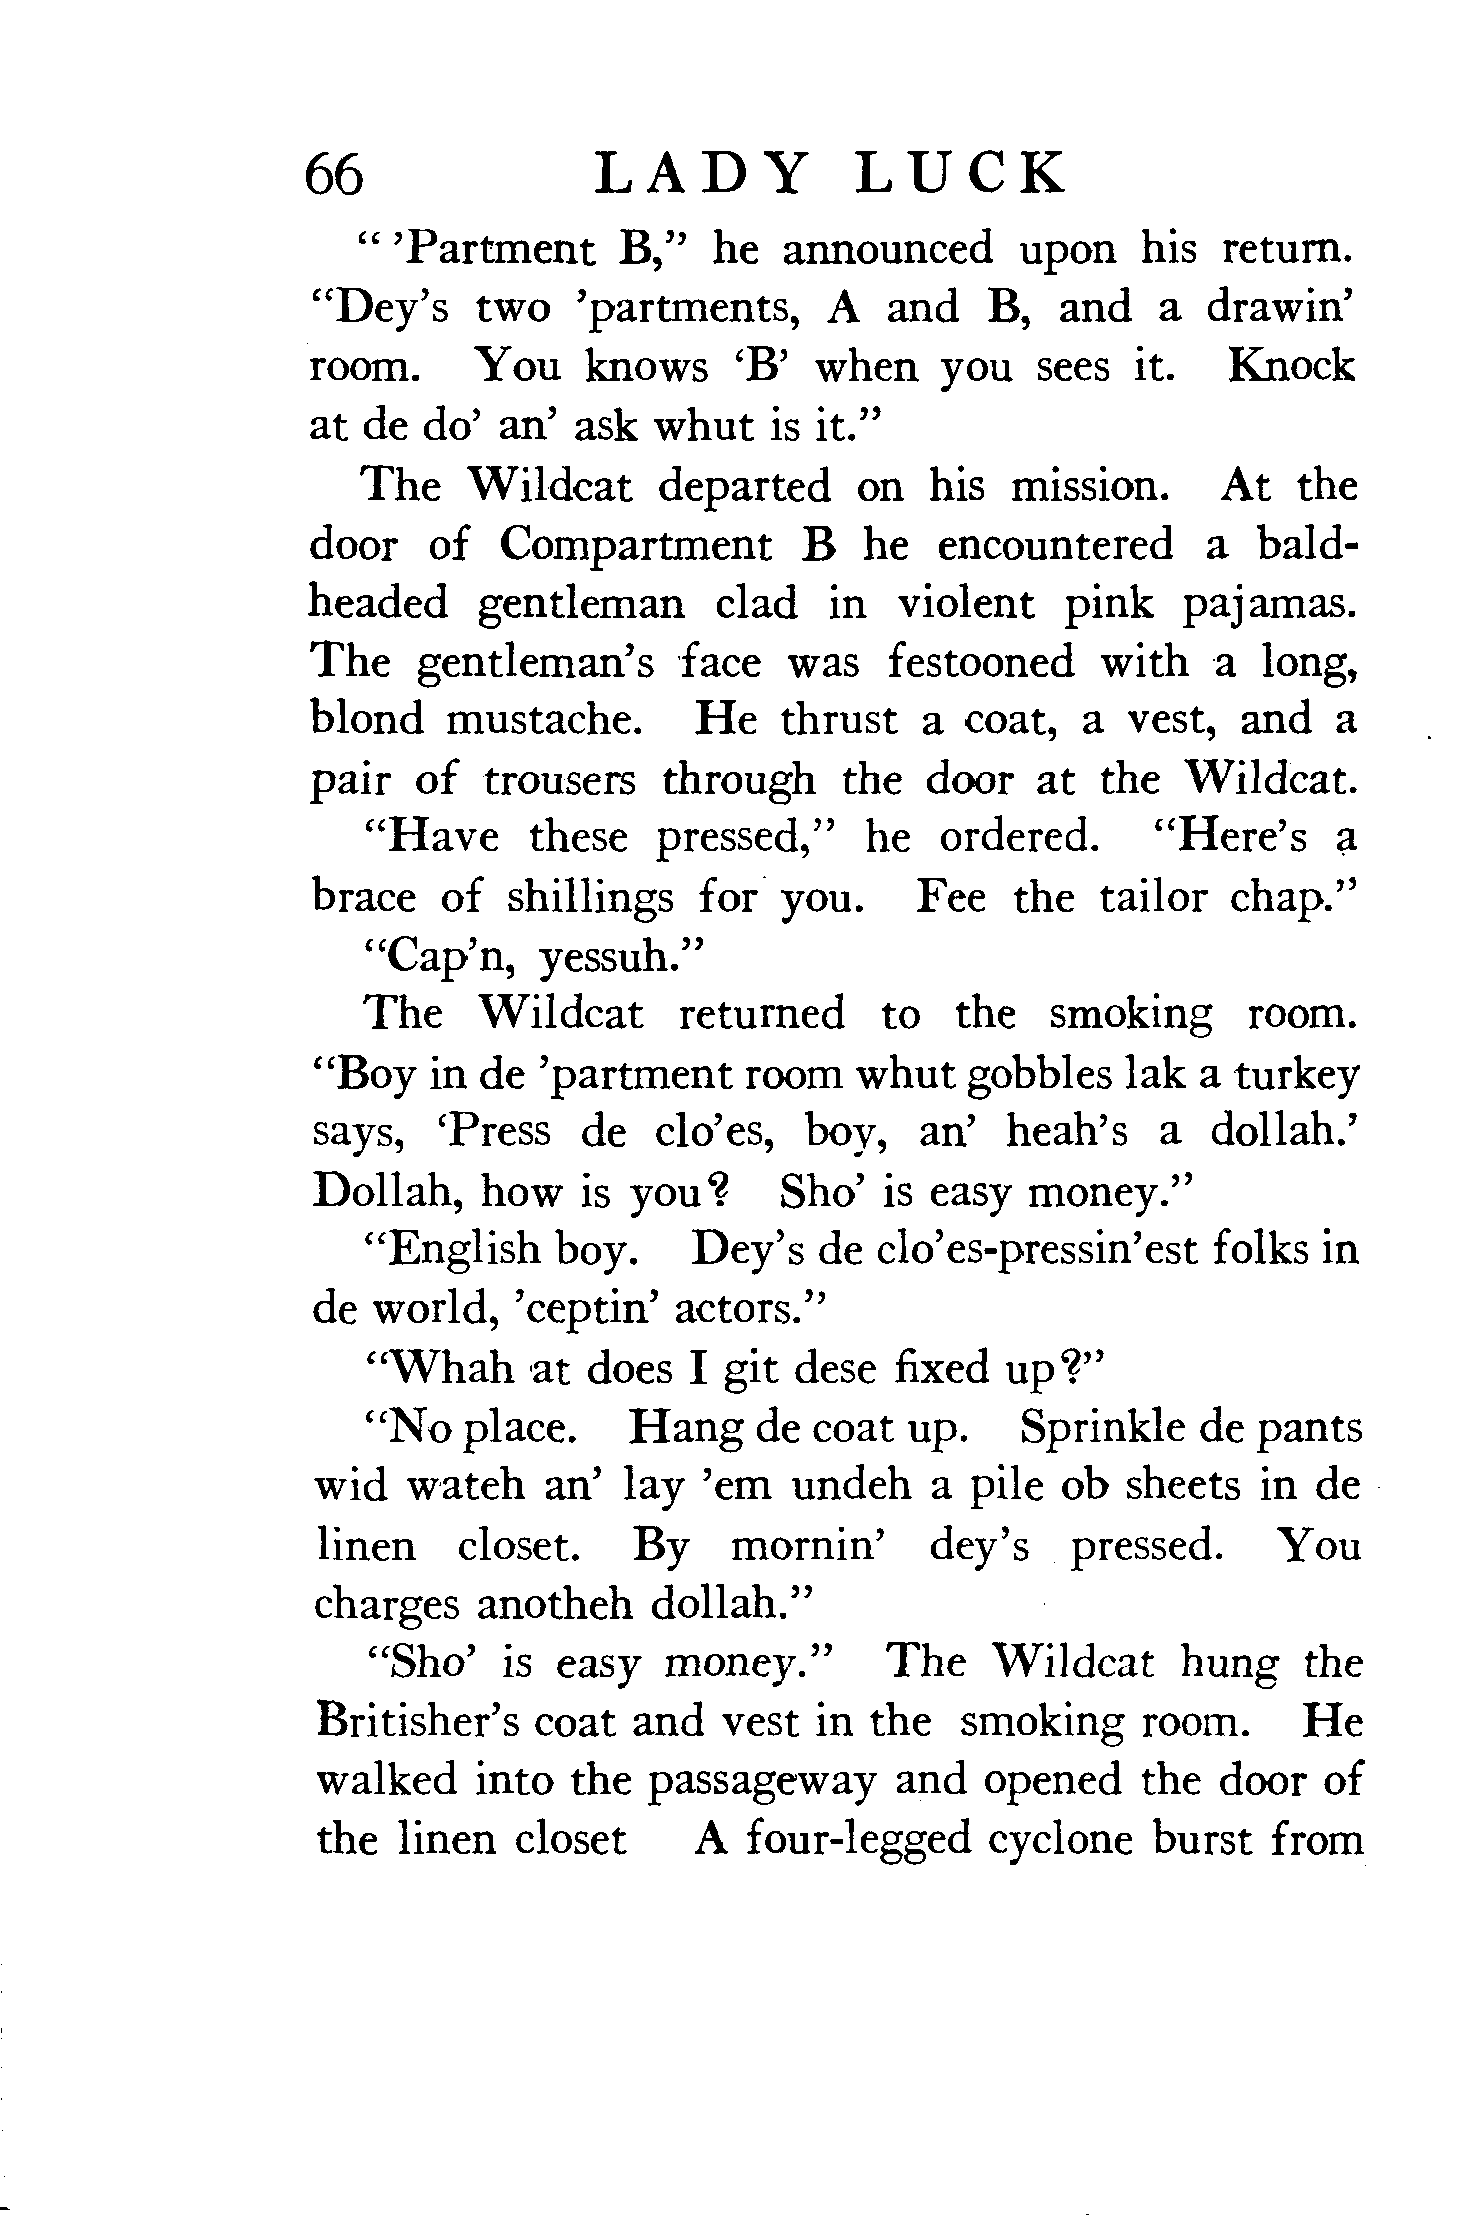 66 LADY LUCK
“ ’Partment B,” he announced upon his return.
“Dey’s two ’partments, A and B, and a drawin’
room. You knows ‘B’ when you sees it. Knock
at de do’ an’ ask whut is it.”
The Wildcat departed on his mission. At the
door of Compartment B he encountered a bald-
headed gentleman clad in violent pink pajamas.
The gentleman’s face was festooned with a long,
blond mustache. He thrust a coat, a vest, and a
pair of trousers through the door at the Wildcat.
“Have these pressed,” he ordered. “Here’s a
brace of shillings for you. Fee the tailor chap.”
“Cap’n, yessuh.”
The Wildcat returned to the smoking room.
“Boy in de ’partment room whut gobbles lak a turkey
says, ‘Press de clo’es, boy, an’ heah’s a dollah.’
Dollah, how is you? Sho’ is easy money.”
“English boy. Dey’s de clo’es-pressin’est folks in
de world, ’ceptin’ actors.”
“Whah at does I git dese fixed up?”
“No place. Hang de coat up. Sprinkle de pants
wid wateh an’ lay ’em undeh a pile ob sheets in de
linen closet. By mornin’ dey’s pressed. You
charges anotheh dollah.”
“Sho’ is easy money.” The Wildcat hung the
Britisher’s coat and vest in the smoking room. He
walked into the passageway and opened the door of
the linen closet A four-legged cyclone burst from